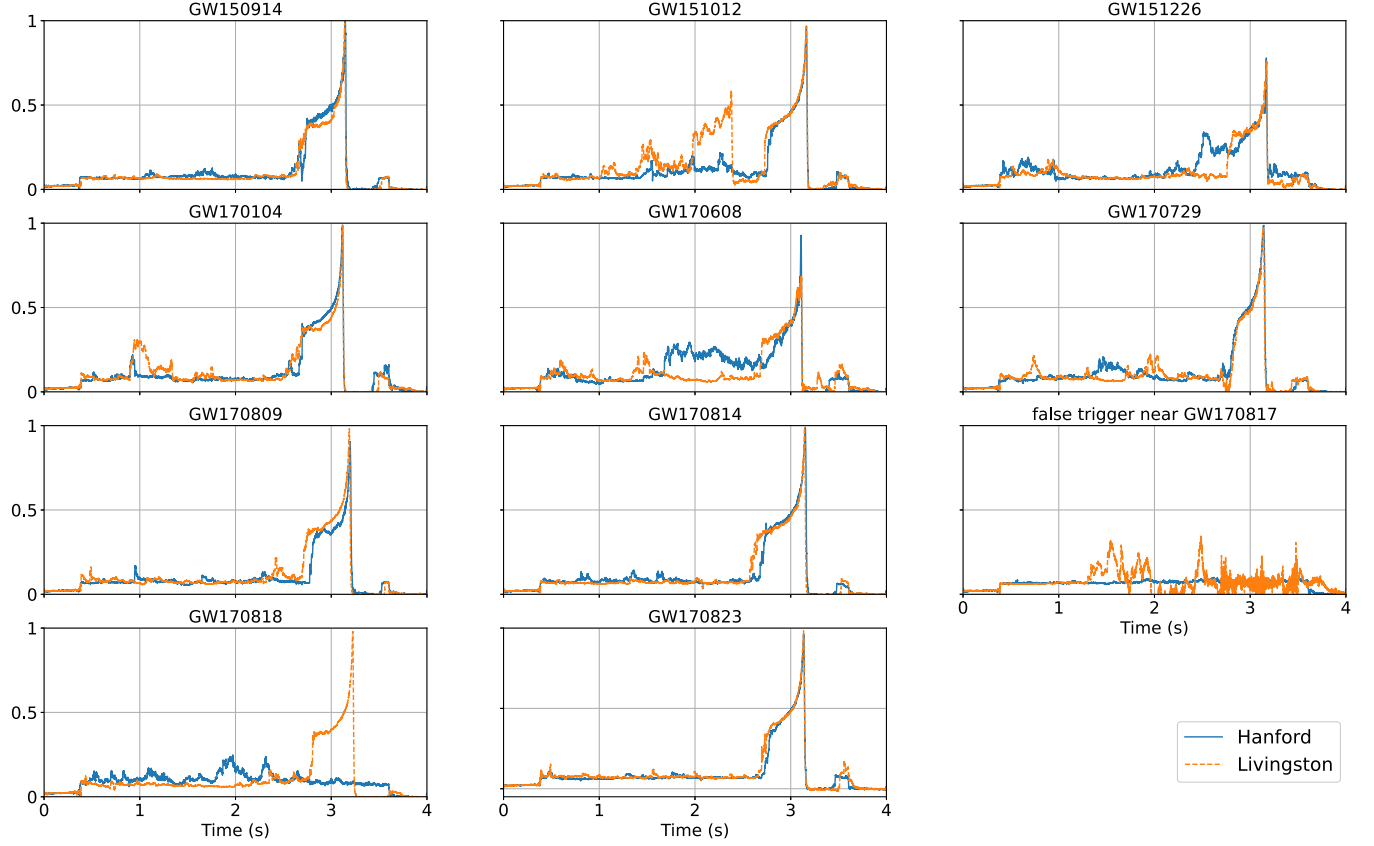 GW150914 GW151012 GW151226
1
0.5
0
GW170104 GW170608 GW170729
1
0.5
0
GW170809 GW170814 false trigger near GW170817
1
0.5
0
0 1 2 3 4
Time (s)
GW170818 GW170823
1
0.5
0
0 1 2 3 4 0 1 2 3 4
Time (s) Time (s)
Hanford
Livingston